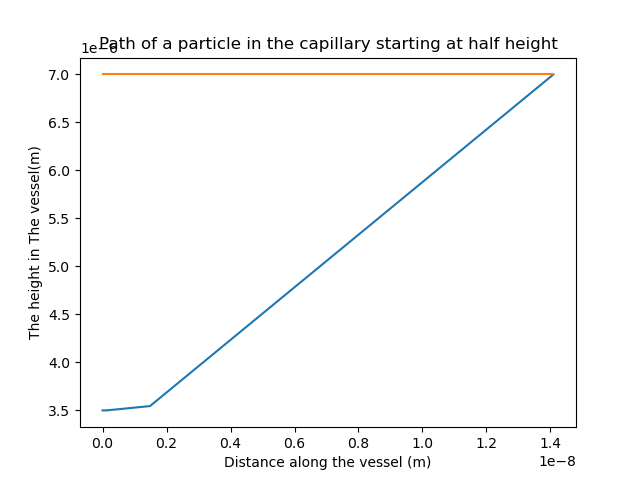 Path of a particle in the capillary starting at half height
1e−6
7.0
6.5
6.0
5.5
5.0
4.5
4.0
3.5
The height in The vessel(m)
0.0 0.2 0.4 0.6 0.8 1.0 1.2 1.4
1e−8
Distance along the vessel (m)